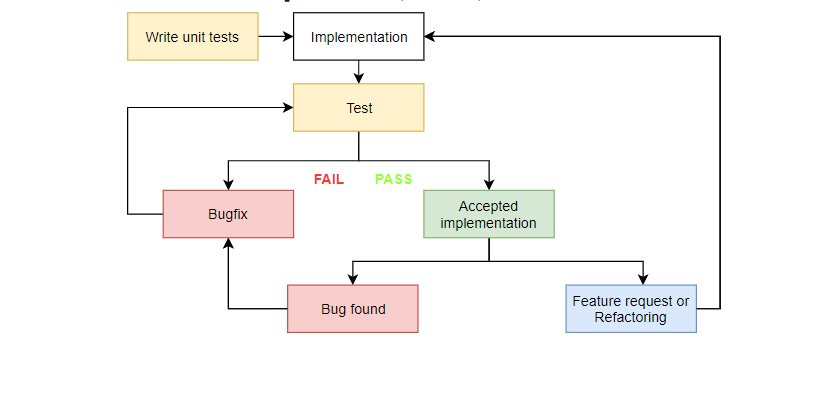 Write unit tests
Implementation
Test
FAIL
PASS
Bugfix
Accepted
implementation
Bug found
Feature request or
Refactoring